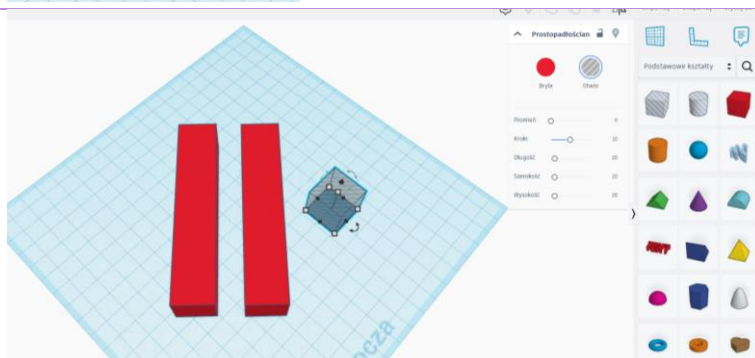 Prostopadłościan
Bryła
Otwór
Promień 0
Kroki 10
Długość 20
Szerokość 20
Wysokość 20
Podstawowe kształty